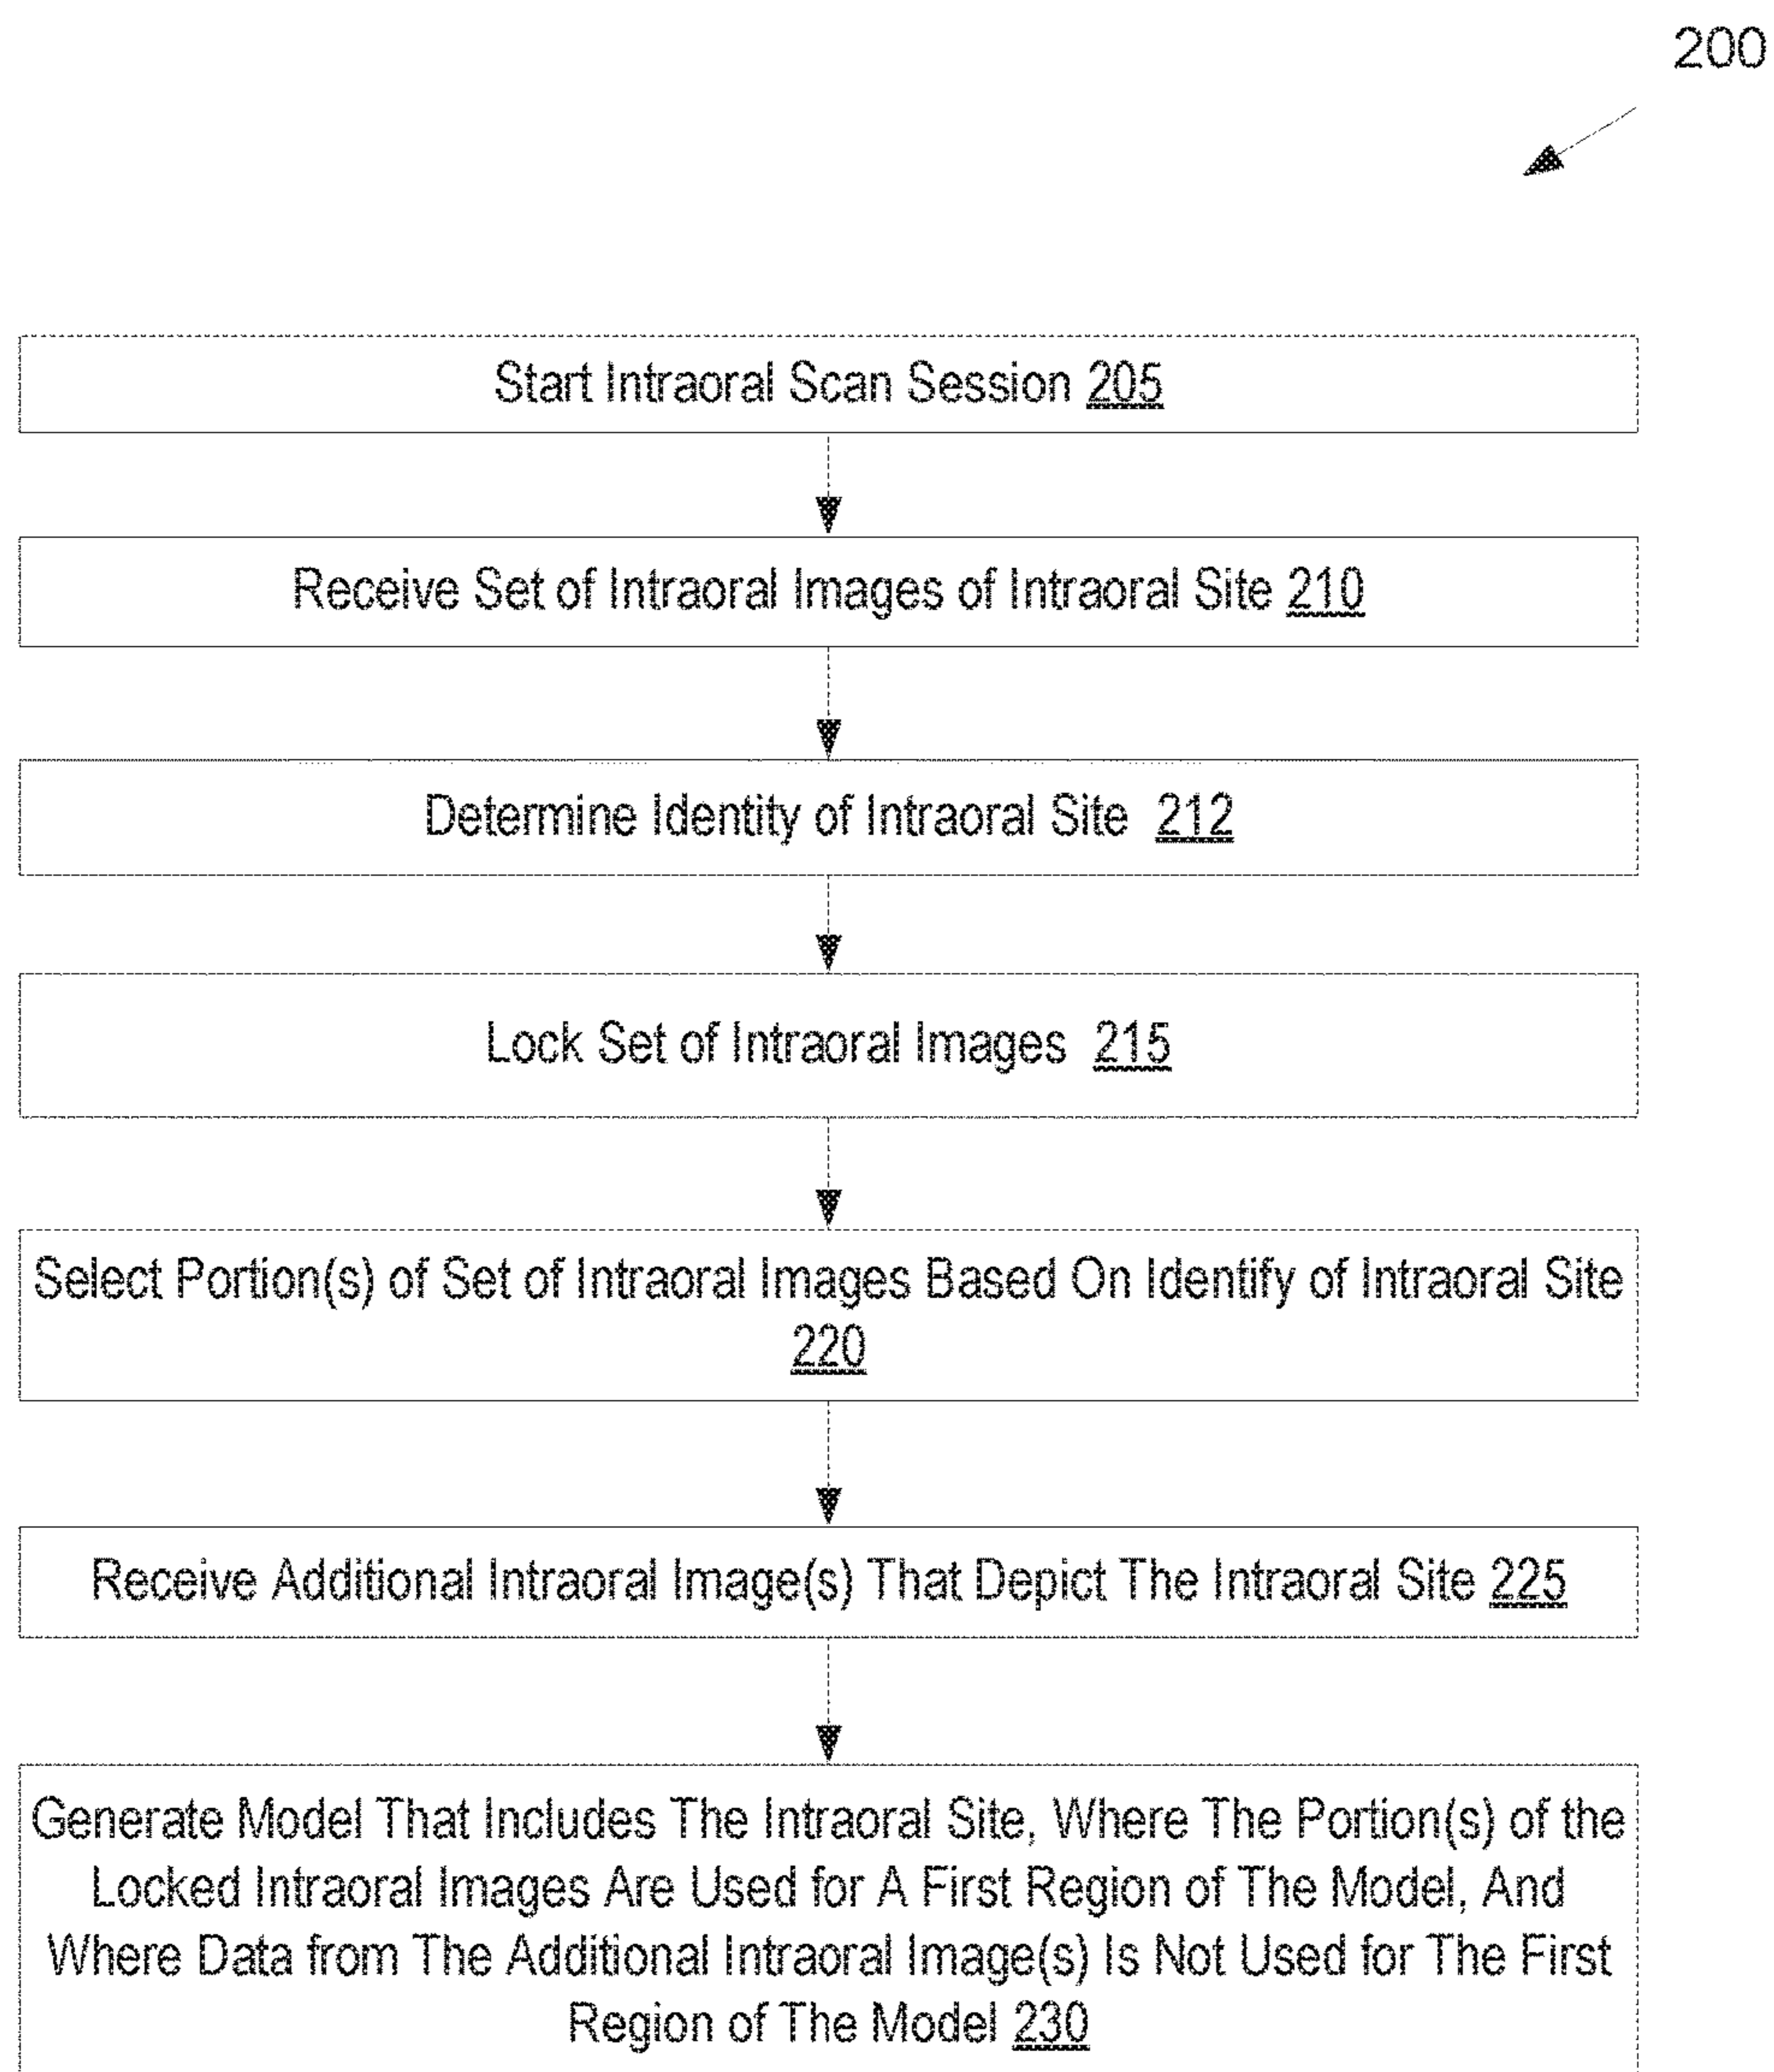 200
Start Intraoral Scan Session 205
Receive Set of Intraoral Images of Intraoral Site 210
Determine Identity of Intraoral Site 212
Lock Set of Intraoral Images 215
Select Portion(s) of Set of Intraoral Images Based On Identify of Intraoral Site
220
Receive Additional Intraoral Image(s) That Depict The Intraoral Site 225
Generate Model That Includes The Intraoral Site, Where The Portion(s) of the
Locked Intraoral Images Are Used for A First Region of The Model, And
Where Data from The Additional Intraoral Image(s) Is Not Used for The First
Region of The Model 230